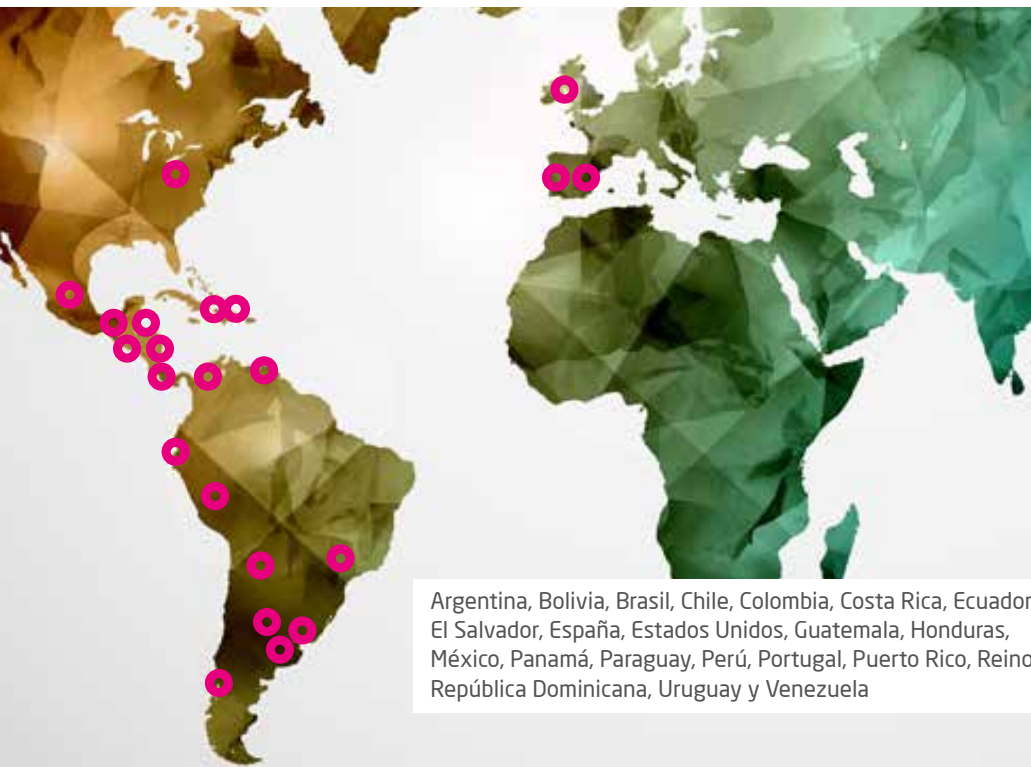 Argentina, Bolivia, Brasil, Chile, Colombia, Costa Rica, Ecuador
El Salvador, España, Estados Unidos, Guatemala, Honduras,
México, Panamá, Paraguay, Perú, Portugal, Puerto Rico, Reino
República Dominicana, Uruguay y Venezuela